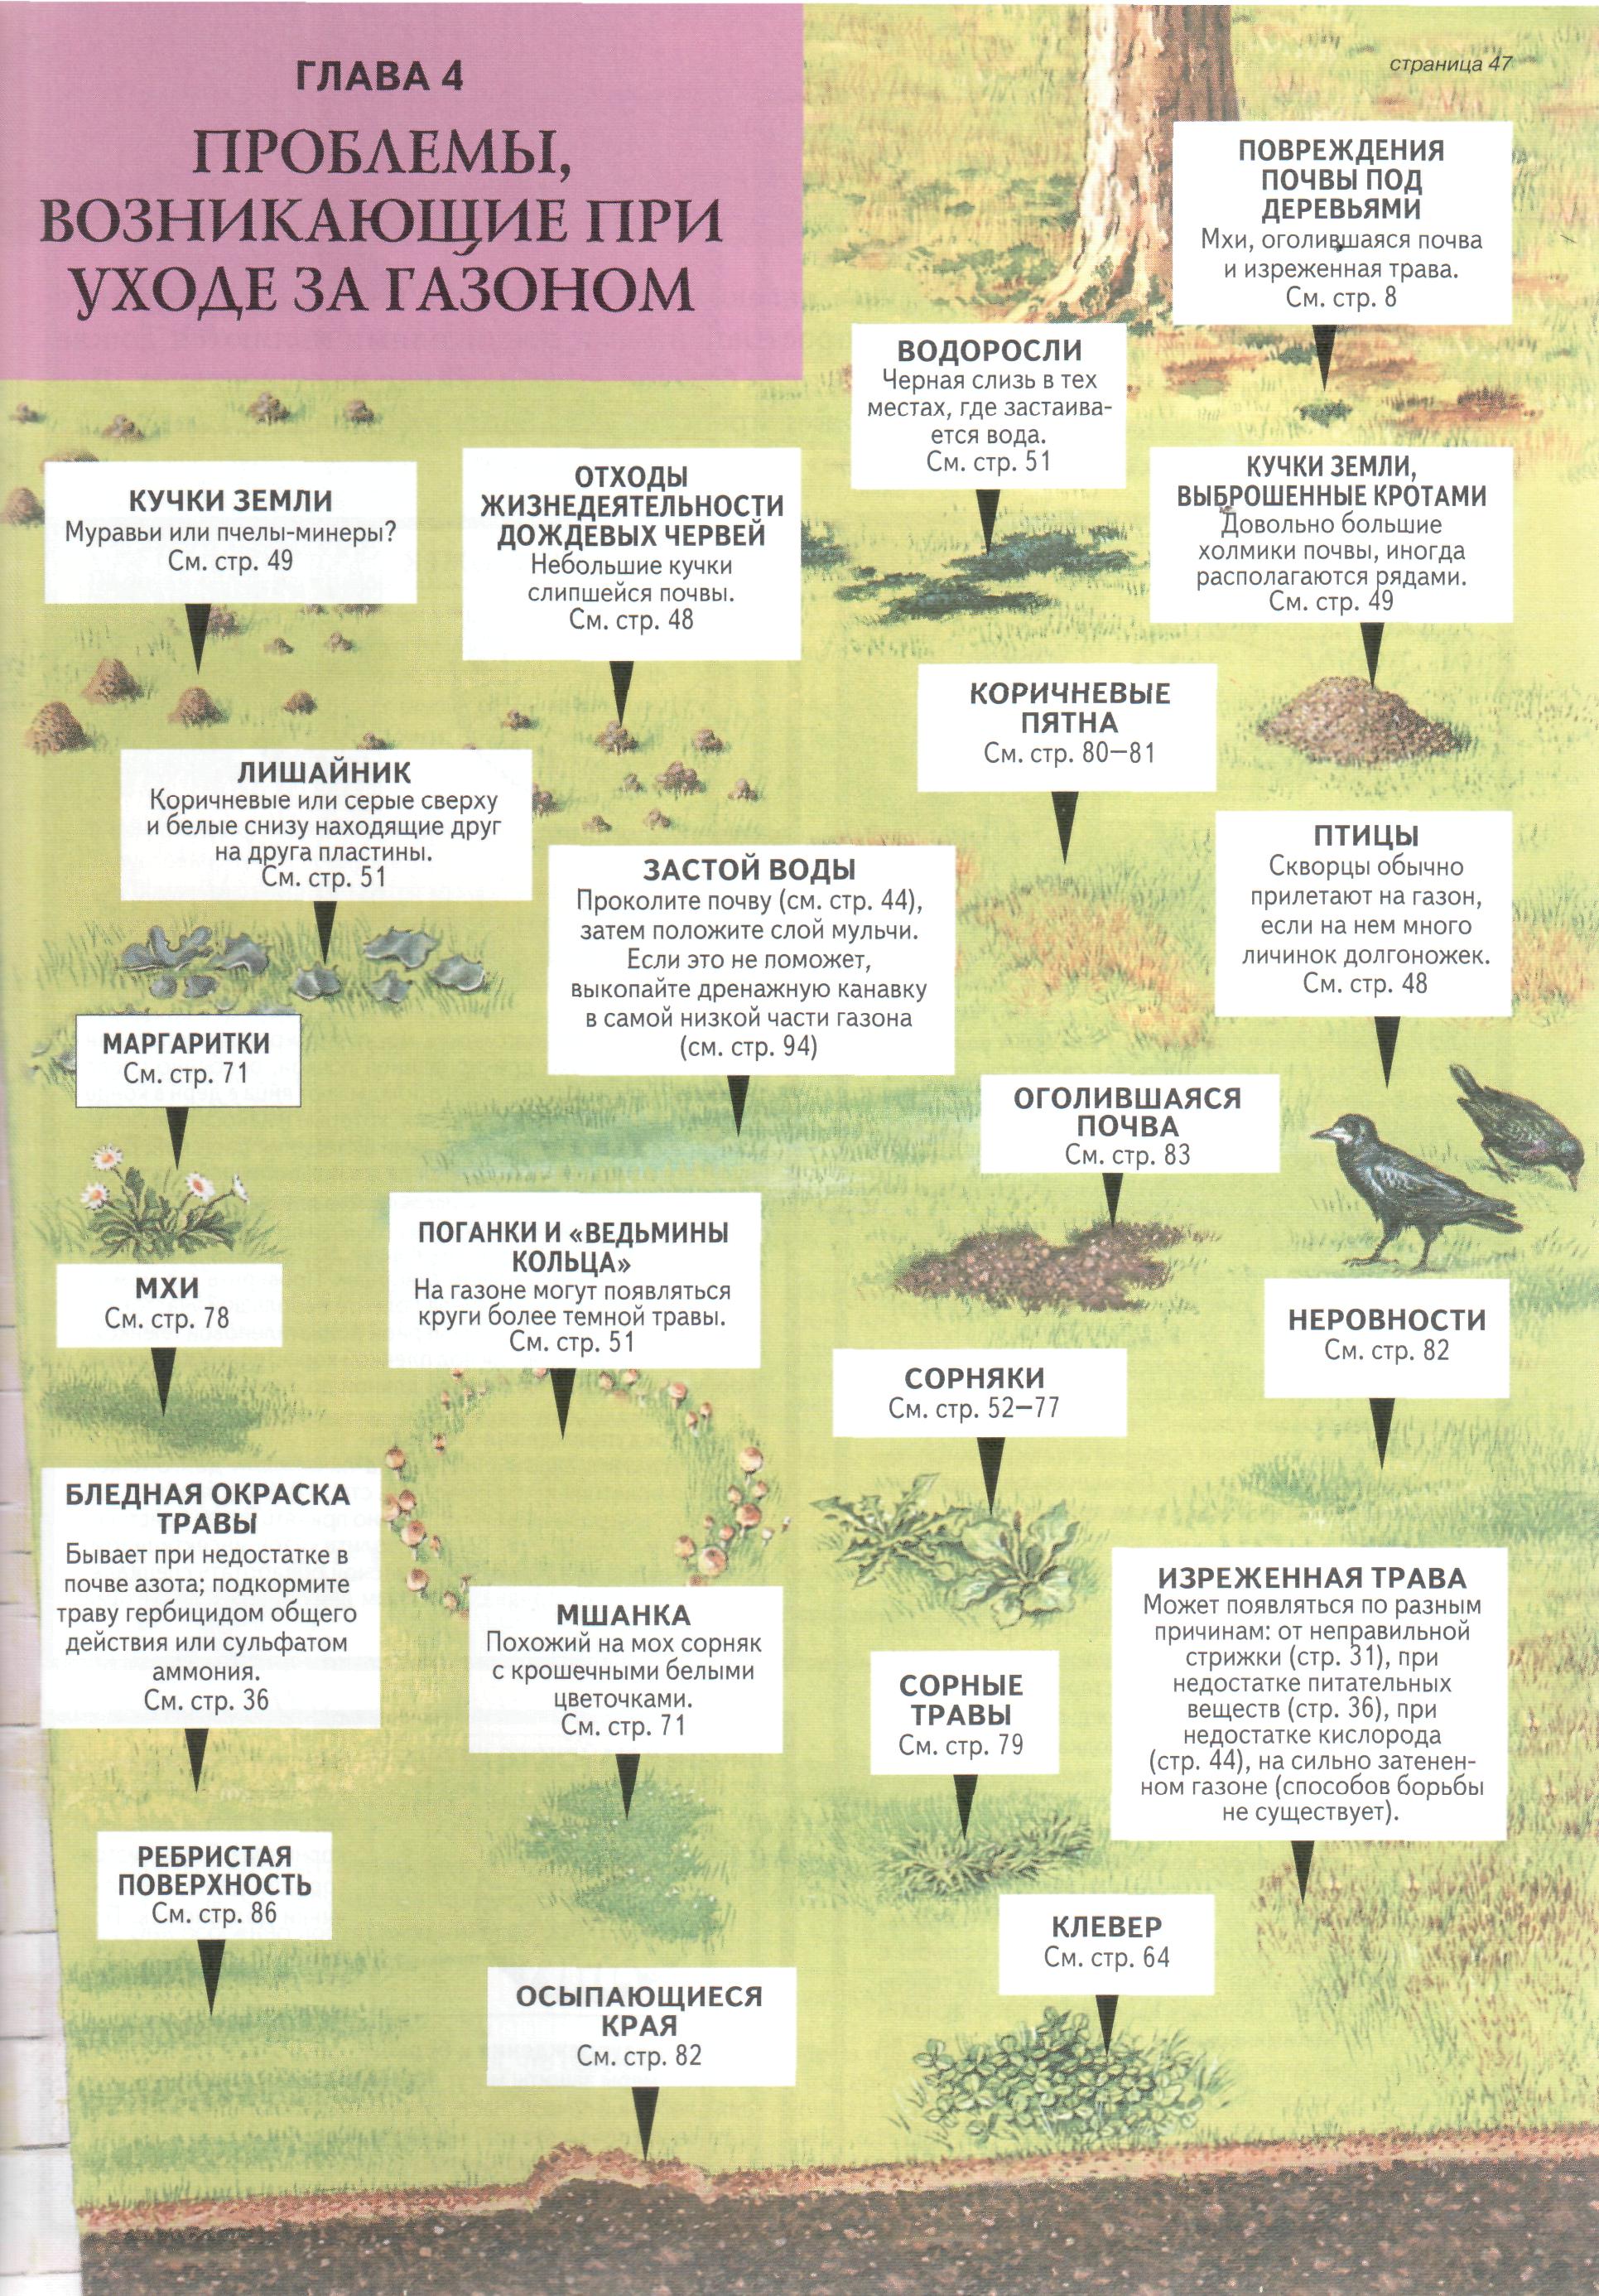 ГЛАВА 4
ПРОБЛЕМЫ,
ВОЗНИКАЮЩИЕ ПРИ
УХОДЕ ЗА ГАЗОНОМ
страница 47
ПОВРЕЖДЕНИЯ
ПОЧВЫ ПОД
ДЕРЕВЬЯМИ
Мхи, оголившаяся почва
и изреженная трава.
См. стр. 8
ВОДОРОСЛИ
Черная слизь в тех
местах, где застаива-
ется вода.
См. стр. 51
КУЧКИ ЗЕМЛИ
Муравьи или пчелы-минеры?
См. стр. 49
ОТХОДЫ
ЖИЗНЕДЕЯТЕЛЬНОСТИ
ДОЖДЕВЫХ ЧЕРВЕЙ
Небольшие кучки
слипшейся почвы.
См. стр. 48
КУЧКИ ЗЕМЛИ,
ВЫБРОШЕННЫЕ КРОТАМИ
Довольно большие
холмики почвы, иногда
располагаются рядами.
См. стр. 49
КОРИЧНЕВЫЕ
ПЯТНА
См. стр. 80–81
ЛИШАЙНИК
Коричневые или серые сверху
и белые снизу находящие друг
на друга пластины.
См. стр. 51
ЗАСТОЙ ВОДЫ
Проколите почву (см. стр. 44),
затем положите слой мульчи.
Если это не поможет,
выкопайте дренажную канавку
в самой низкой части газона
(см. стр. 94)
ПТИЦЫ
Скворцы обычно
прилетают на газон,
если на нем много
личинок долгоножек.
См. стр. 48
МАРГАРИТКИ
См. стр. 71
ОГОЛИВШАЯСЯ
ПОЧВА
См. стр. 83
ПОГАНКИ И «ВЕДЬМИНЫ
КОЛЬЦА»
На газоне могут появляться
круги более темной травы.
См. стр. 51
МХИ
См. стр. 78
НЕРОВНОСТИ
См. стр. 82
СОРНЯКИ
См. стр. 52–77
БЛЕДНАЯ ОКРАСКА
ТРАВЫ
Бывает при недостатке в
почве азота; подкормите
траву гербицидом общего
действия или сульфатом
аммония.
См. стр. 36
МШАНКА
Похожий на мох сорняк
с крошечными белыми
цветочками.
См. стр. 71
СОРНЫЕ
ТРАВЫ
См. стр. 79
ИЗРЕЖЕННАЯ ТРАВА
Может появляться по разным
причинам: от неправильной
стрижки (стр. 31), при
недостатке питательных
веществ (стр. 36), при
недостатке кислорода
(стр. 44), на сильно затенен-
ном газоне (способов борьбы
не существует).
РЕБРИСТАЯ
ПОВЕРХНОСТЬ
См. стр. 86
КЛЕВЕР
См. стр. 64
ОСЫПАЮЩИЕСЯ
КРАЯ
См. стр. 82